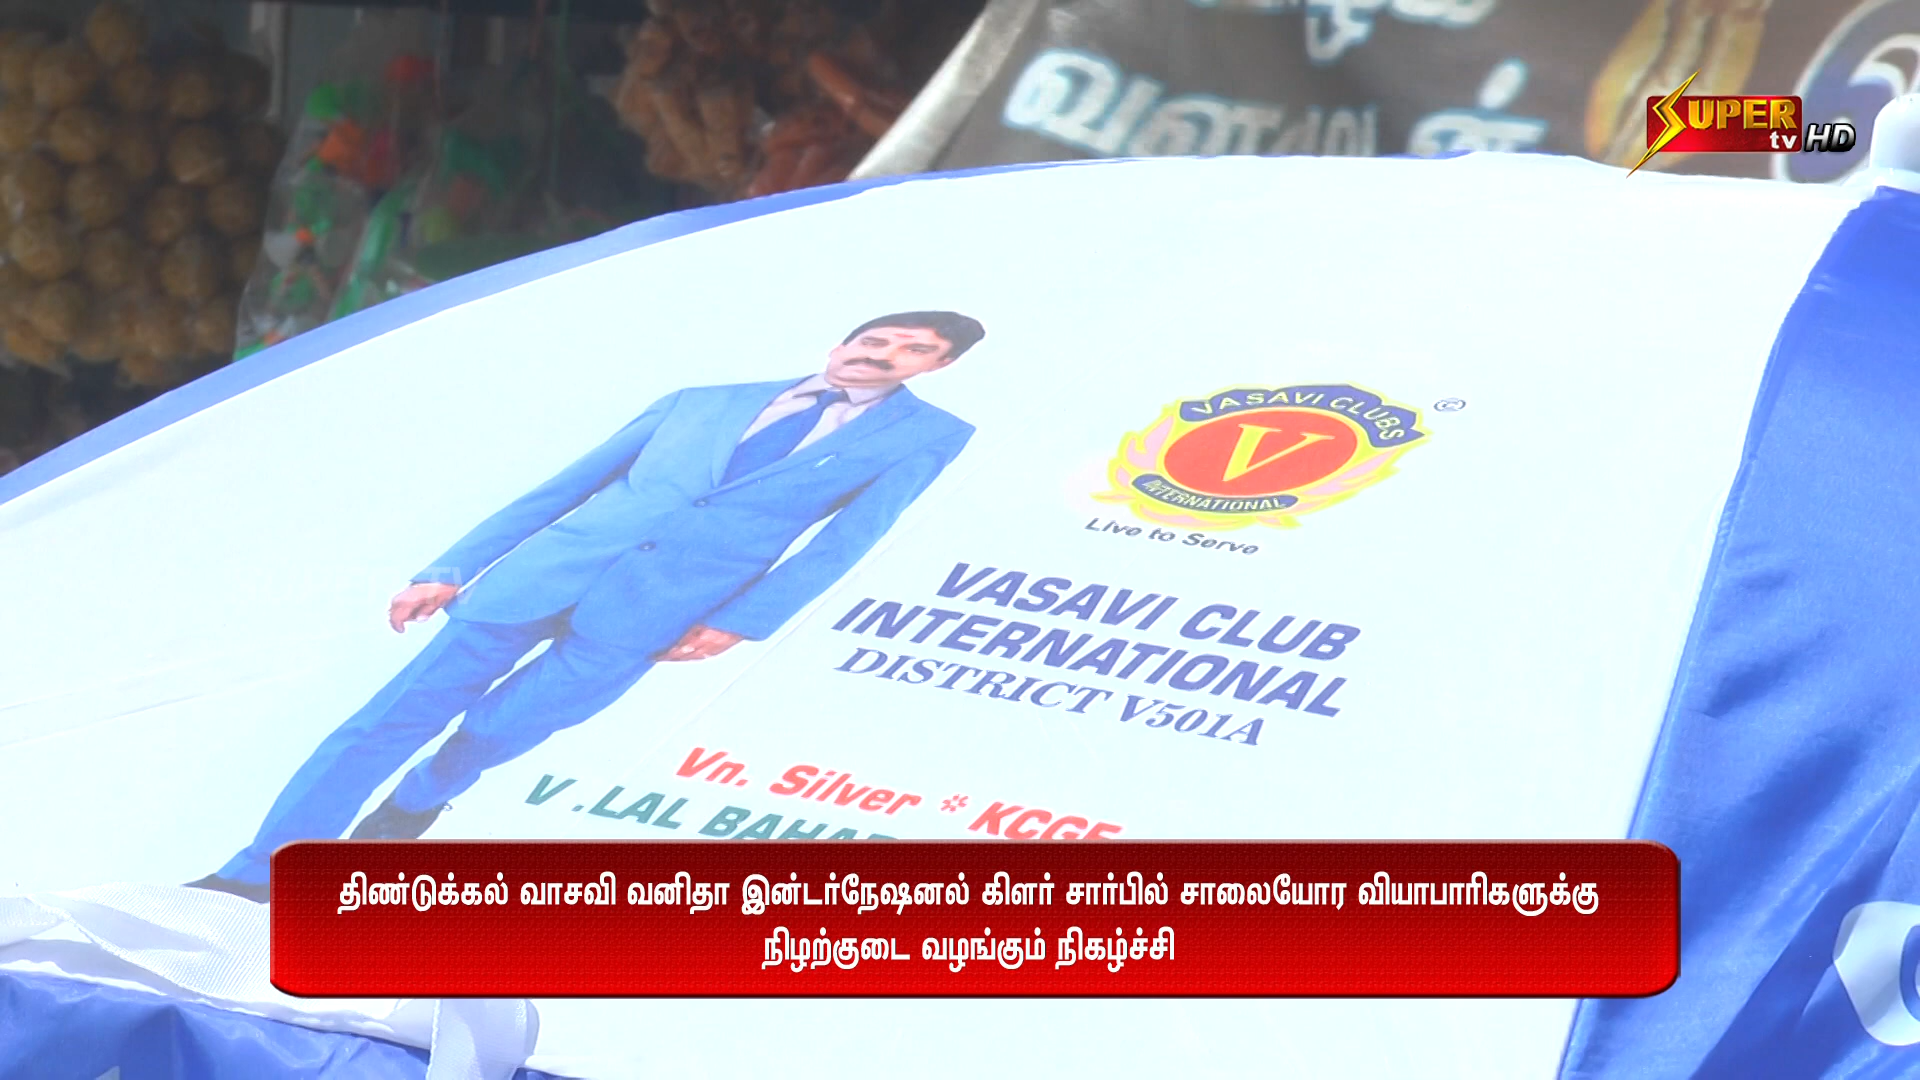 SUPER
tv HD
VASAVI CLUBS
V
INTERNATIONAL
©
Live to Serve
VASAVI CLUB
INTERNATIONAL
DISTRICT V501A
Vn. Silver * KCGF
V .LAL
திண்டுக்கல் வாசவி வனிதா இன்டர்நேஷனல் கிளர் சார்பில் சாலையோர வியாபாரிகளுக்கு
நிழற்குடை வழங்கும் நிகழ்ச்சி